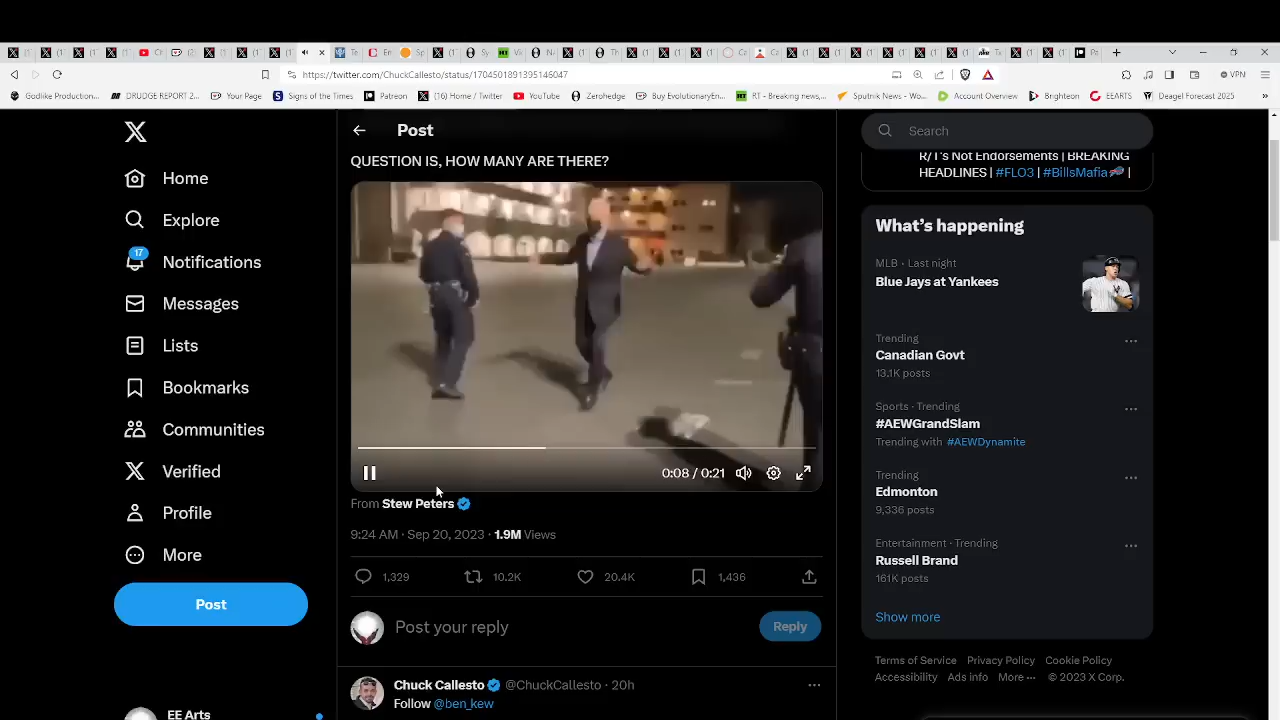 https://twitter.com/ChuckCallesto/status/1704501891395146047
VPN
Godlike Production...
DRUDGE REPORT 2...
Your Page
Signs of the Times
Patreon
(16) Home / Twitter
YouTube
Zerohedge
Buy EvolutionaryEn...
RT - Breaking news,...
Sputnik News - Wo...
Account Overview
Brighteon
EEARTS
Deagel Forecast 2025
Home
Explore
17
Notifications
Messages
Lists
Bookmarks
Communities
Verified
Profile
More
Post
EE Arts
Post
QUESTION IS, HOW MANY ARE THERE?
0:08 / 0:21
From Stew Peters
9:24 AM · Sep 20, 2023 · 1.9M Views
1,329
10.2K
20.4K
1,436
Post your reply
Reply
Chuck Callesto @ChuckCallesto · 20h
Follow @ben_kew
Search
R/T's Not Endorsements | BREAKING
HEADLINES | #FLO3 | #BillsMafia |
What's happening
MLB · Last night
Blue Jays at Yankees
Trending
Canadian Govt
13.1K posts
Sports · Trending
#AEWGrandSlam
Trending with #AEWDynamite
Trending
Edmonton
9,336 posts
Entertainment · Trending
Russell Brand
161K posts
Show more
Terms of Service Privacy Policy Cookie Policy
Accessibility Ads info More ··· © 2023 X Corp.